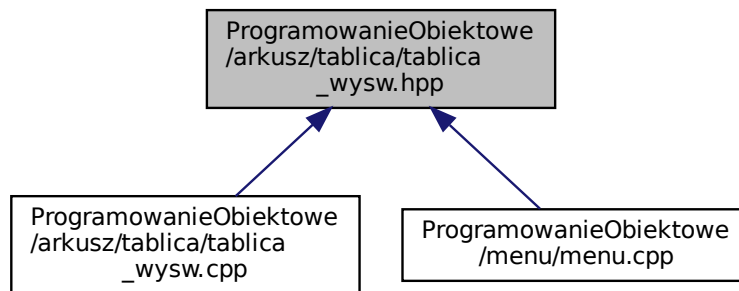 ProgramowanieObiektowe
/arkusz/tablica/tablica
_wysw.hpp
ProgramowanieObiektowe
/arkusz/tablica/tablica
_wysw.cpp
ProgramowanieObiektowe
/menu/menu.cpp